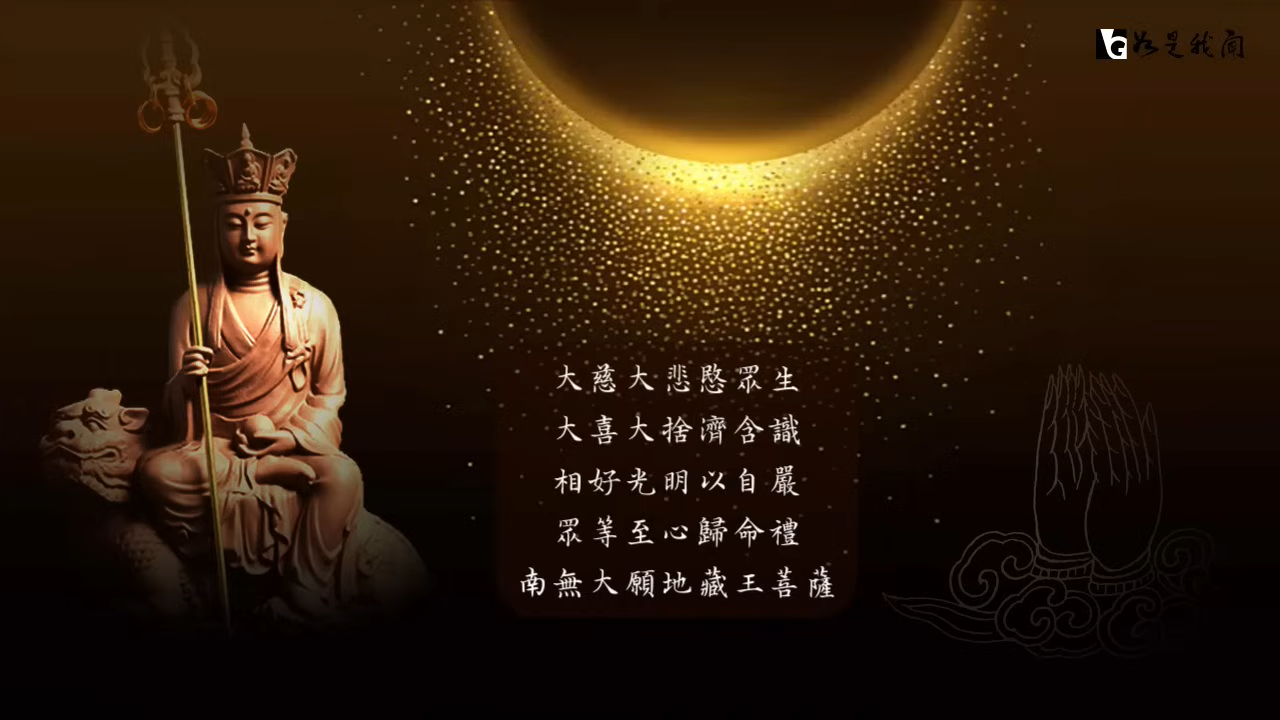 如是我聞
大慈大悲愍眾生
大喜大捨濟含識
相好光明以自嚴
眾等至心歸命禮
南無大願地藏王菩薩